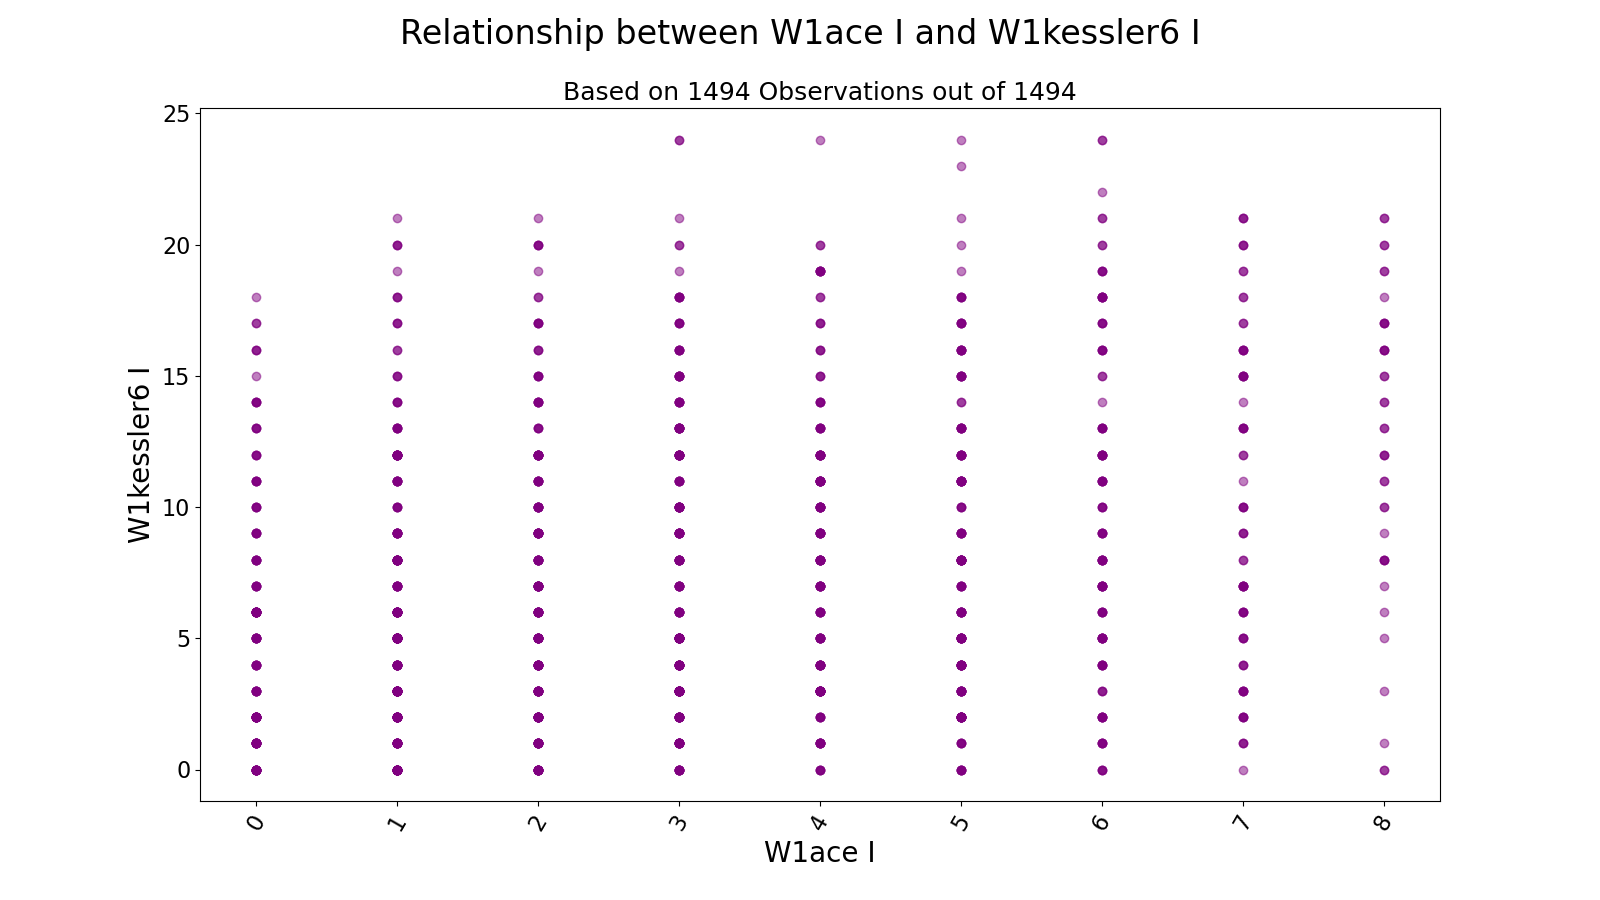 Relationship between W1ace I and W1kessler6 I
Based on 1494 Observations out of 1494
25
20
15
10
5
0
W1kessler6 I
0 1 2 3 4 5 6 7 8
W1ace I